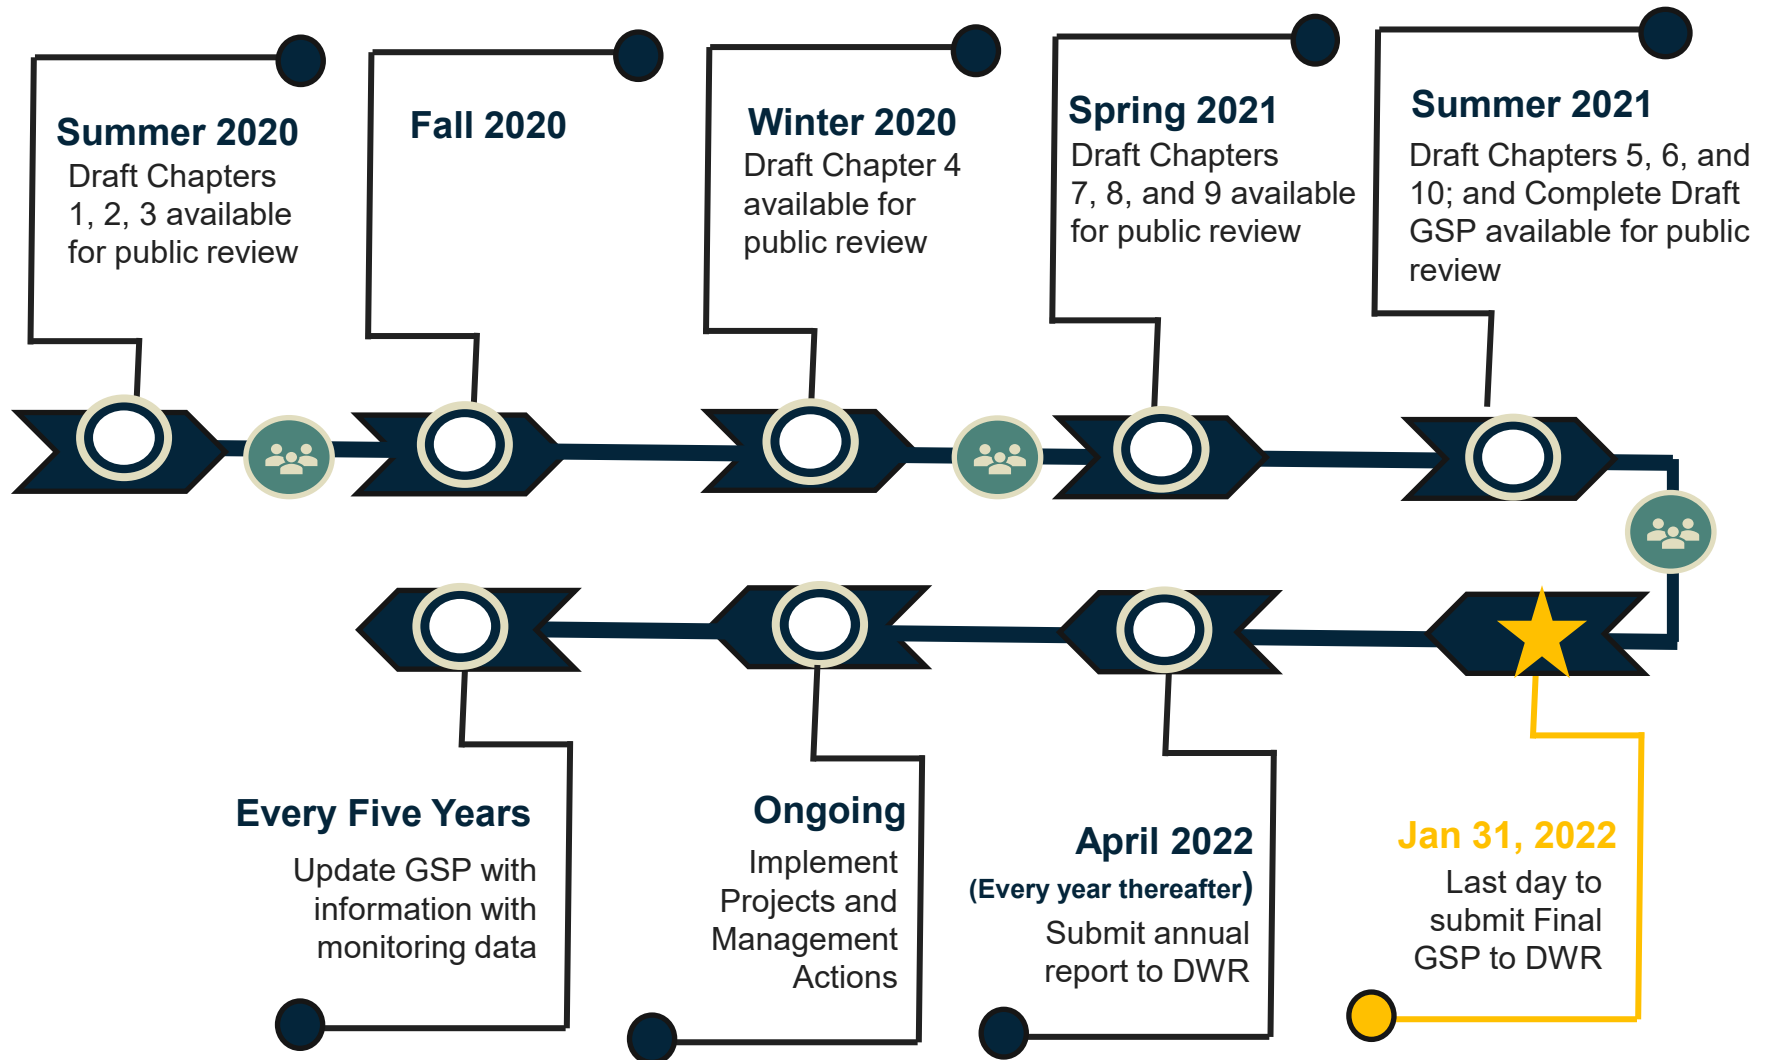 Summer 2020
Draft Chapters
1, 2, 3 available
for public review
Fall 2020
Winter 2020
Draft Chapter 4
available for
public review
Spring 2021
Draft Chapters
7, 8, and 9 available
for public review
Summer 2021
Draft Chapters 5, 6, and
10; and Complete Draft
GSP available for public
review
Jan 31, 2022
Last day to
submit Final
GSP to DWR
April 2022
(Every year thereafter)
Submit annual
report to DWR
Ongoing
Implement
Projects and
Management
Actions
Every Five Years
Update GSP with
information with
monitoring data